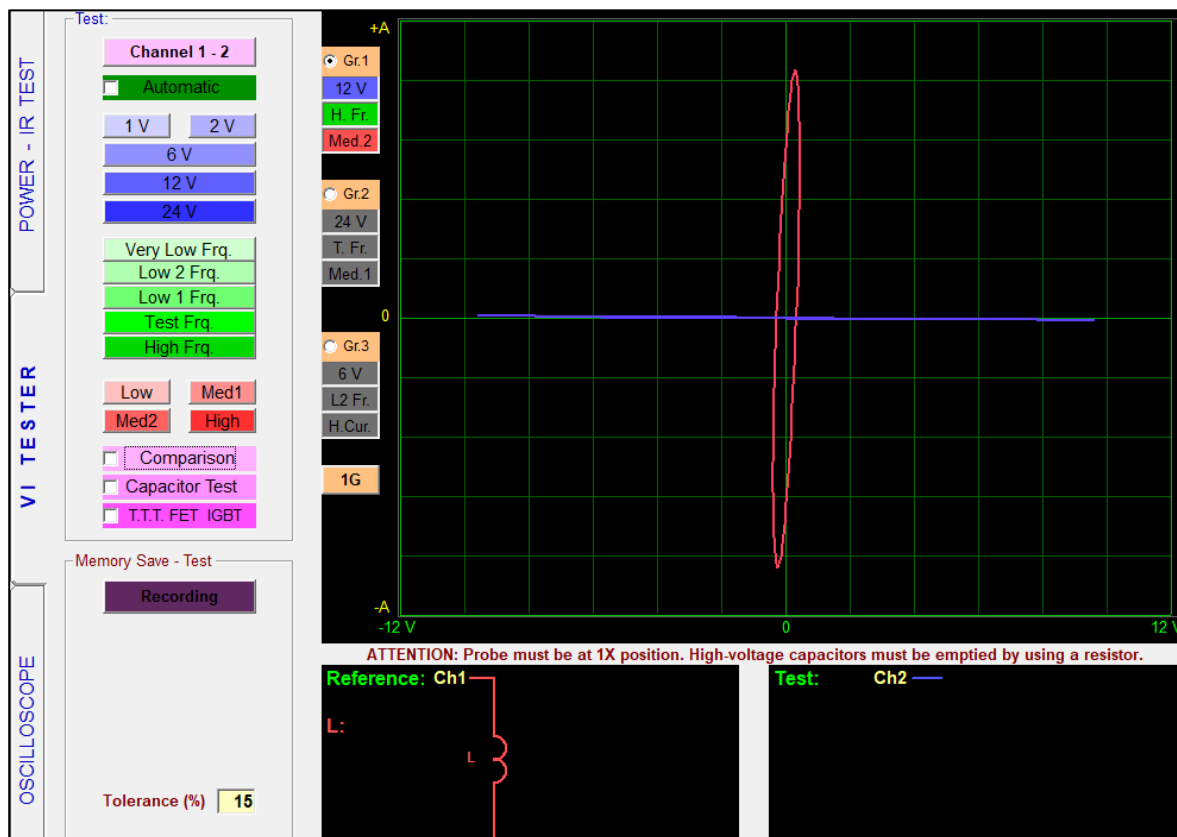 POWER - IR TEST
VI TESTER
OSCILLOSCOPE
Test:
Channel 1 - 2
Automatic
1 V
2 V
6 V
12 V
24 V
Very Low Frq.
Low 2 Frq.
Low 1 Frq.
Test Frq.
High Frq.
Low
Med1
Med2
High
Comparison
Capacitor Test
T.T.T. FET IGBT
Memory Save - Test
Recording
Tolerance (%)
15
Gr.1
12 V
H. Fr.
Med.2
Gr.2
24 V
T. Fr.
Med.1
Gr.3
6 V
L2 Fr.
H.Cur.
1G
+A
0
-A
-12 V
0
12 V
ATTENTION: Probe must be at 1X position. High-voltage capacitors must be emptied by using a resistor.
Reference: Ch1
L:
L
Test: Ch2